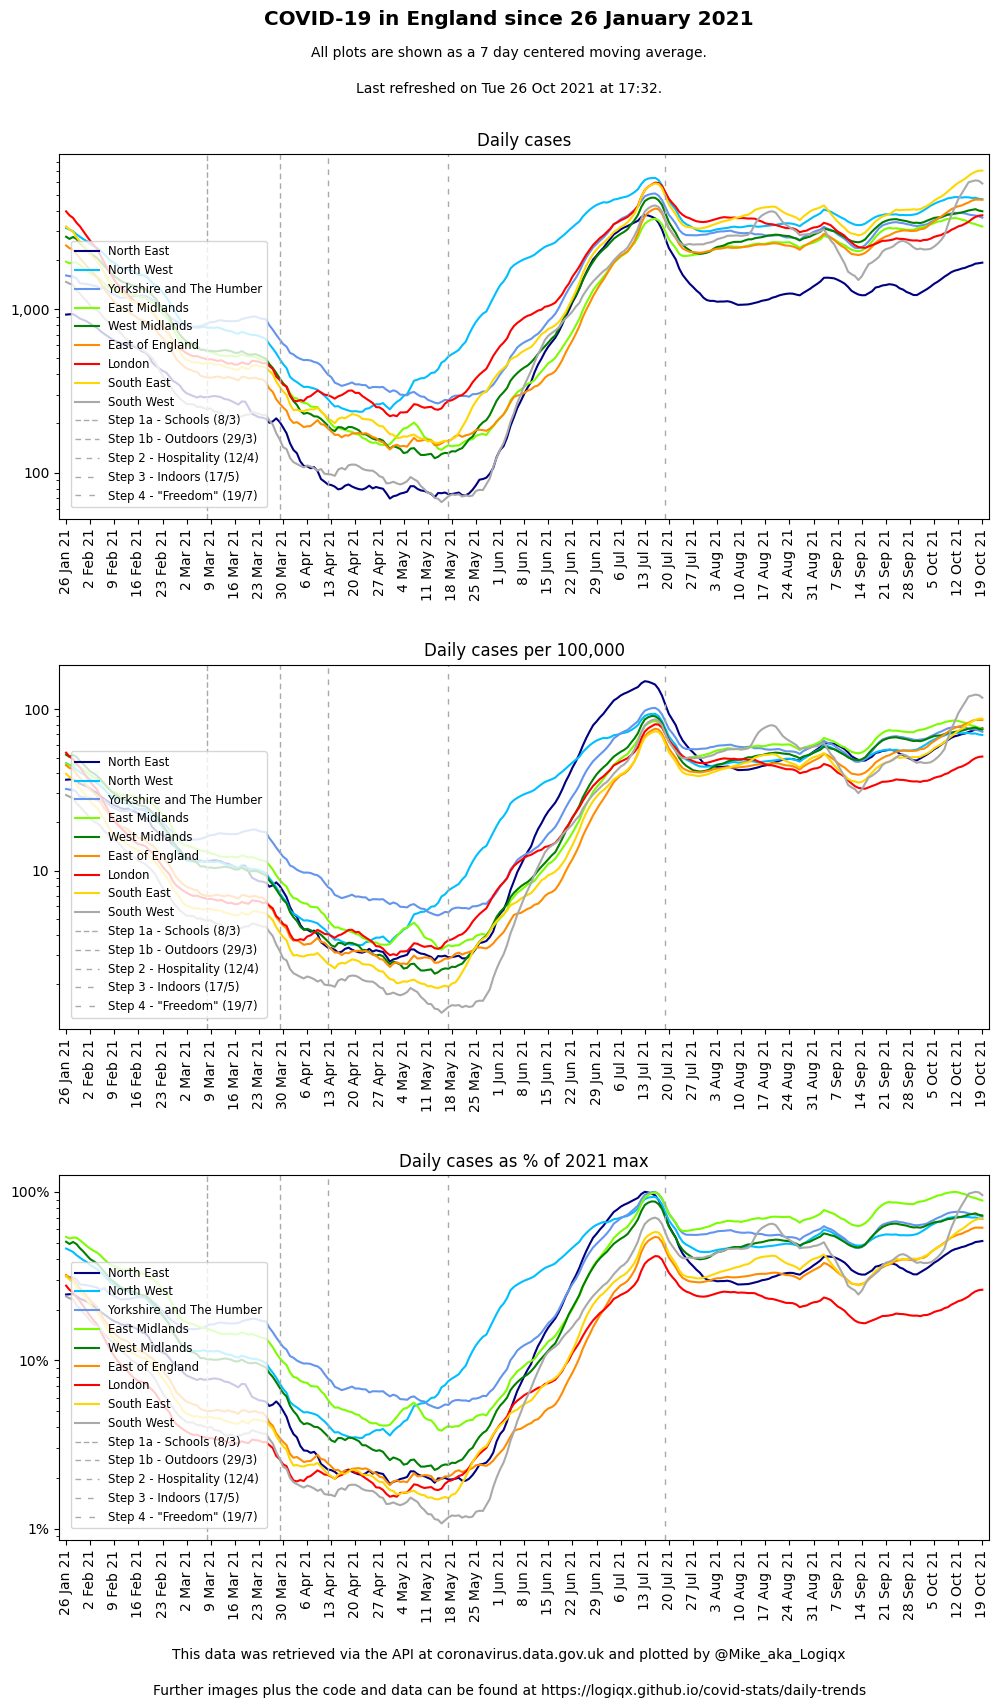 COVID-19 in England since 26 January 2021
All plots are shown as a 7 day centered moving average.
Last refreshed on Tue 26 Oct 2021 at 17:32.
Daily cases
1,000
100
North East
North West
Yorkshire and The Humber
East Midlands
West Midlands
East of England
London
South East
South West
Step 1a - Schools (8/3)
Step 1b - Outdoors (29/3)
Step 2 - Hospitality (12/4)
Step 3 - Indoors (17/5)
Step 4 - "Freedom" (19/7)
26 Jan 21
2 Feb 21
9 Feb 21
16 Feb 21
23 Feb 21
2 Mar 21
9 Mar 21
16 Mar 21
23 Mar 21
30 Mar 21
6 Apr 21
13 Apr 21
20 Apr 21
27 Apr 21
4 May 21
11 May 21
18 May 21
25 May 21
1 Jun 21
8 Jun 21
15 Jun 21
22 Jun 21
29 Jun 21
6 Jul 21
13 Jul 21
20 Jul 21
27 Jul 21
3 Aug 21
10 Aug 21
17 Aug 21
24 Aug 21
31 Aug 21
7 Sep 21
14 Sep 21
21 Sep 21
28 Sep 21
5 Oct 21
12 Oct 21
19 Oct 21
Daily cases per 100,000
100
10
North East
North West
Yorkshire and The Humber
East Midlands
West Midlands
East of England
London
South East
South West
Step 1a - Schools (8/3)
Step 1b - Outdoors (29/3)
Step 2 - Hospitality (12/4)
Step 3 - Indoors (17/5)
Step 4 - "Freedom" (19/7)
26 Jan 21
2 Feb 21
9 Feb 21
16 Feb 21
23 Feb 21
2 Mar 21
9 Mar 21
16 Mar 21
23 Mar 21
30 Mar 21
6 Apr 21
13 Apr 21
20 Apr 21
27 Apr 21
4 May 21
11 May 21
18 May 21
25 May 21
1 Jun 21
8 Jun 21
15 Jun 21
22 Jun 21
29 Jun 21
6 Jul 21
13 Jul 21
20 Jul 21
27 Jul 21
3 Aug 21
10 Aug 21
17 Aug 21
24 Aug 21
31 Aug 21
7 Sep 21
14 Sep 21
21 Sep 21
28 Sep 21
5 Oct 21
12 Oct 21
19 Oct 21
Daily cases as % of 2021 max
100%
10%
1%
North East
North West
Yorkshire and The Humber
East Midlands
West Midlands
East of England
London
South East
South West
Step 1a - Schools (8/3)
Step 1b - Outdoors (29/3)
Step 2 - Hospitality (12/4)
Step 3 - Indoors (17/5)
Step 4 - "Freedom" (19/7)
26 Jan 21
2 Feb 21
9 Feb 21
16 Feb 21
23 Feb 21
2 Mar 21
9 Mar 21
16 Mar 21
23 Mar 21
30 Mar 21
6 Apr 21
13 Apr 21
20 Apr 21
27 Apr 21
4 May 21
11 May 21
18 May 21
25 May 21
1 Jun 21
8 Jun 21
15 Jun 21
22 Jun 21
29 Jun 21
6 Jul 21
13 Jul 21
20 Jul 21
27 Jul 21
3 Aug 21
10 Aug 21
17 Aug 21
24 Aug 21
31 Aug 21
7 Sep 21
14 Sep 21
21 Sep 21
28 Sep 21
5 Oct 21
12 Oct 21
19 Oct 21
This data was retrieved via the API at coronavirus.data.gov.uk and plotted by @Mike_aka_Logiqx
Further images plus the code and data can be found at https://logiqx.github.io/covid-stats/daily-trends